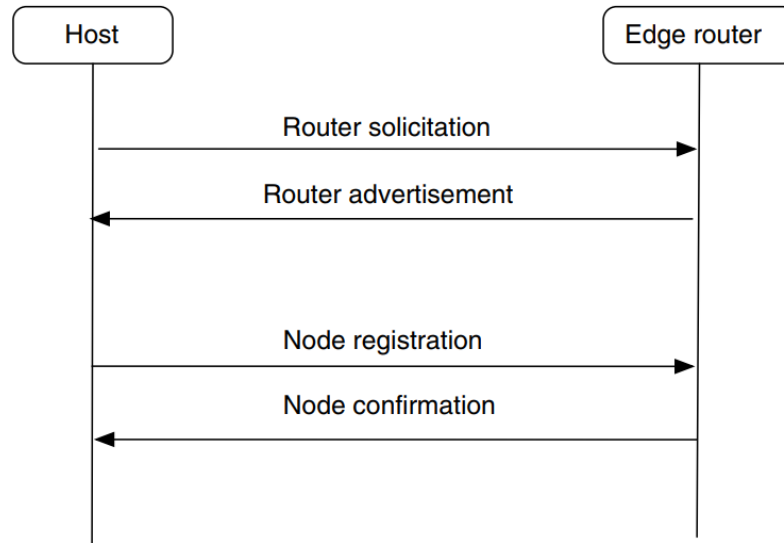 Host
Edge router
Router solicitation
Router advertisement
Node registration
Node confirmation